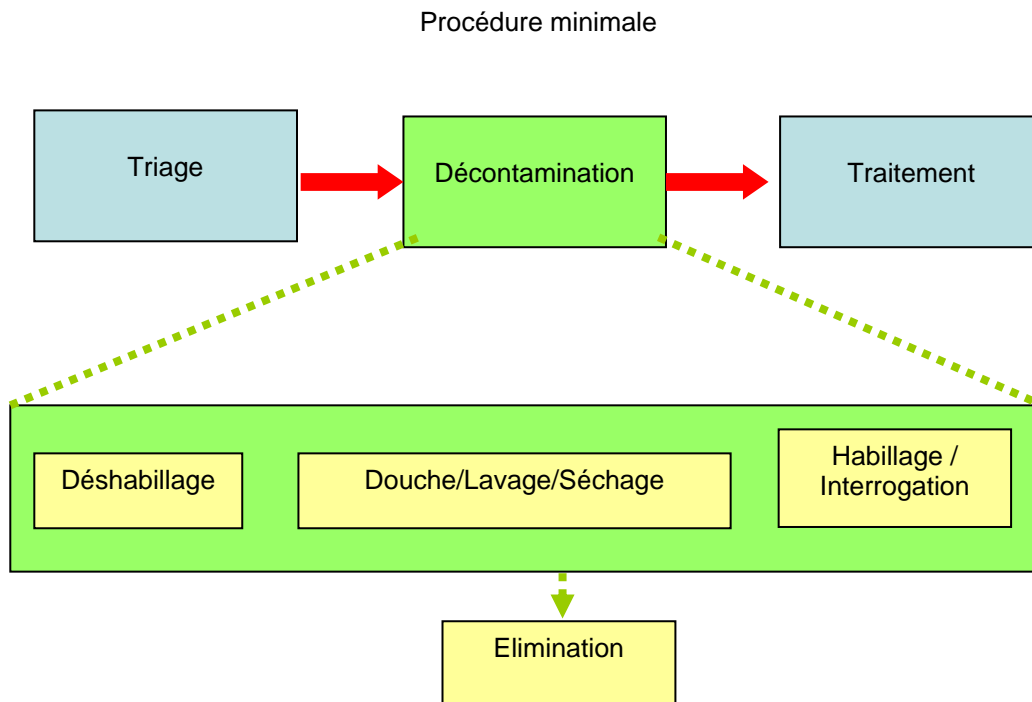 Procédure minimale
Triage
Décontamination
Traitement
Déshabillage
Douche/Lavage/Séchage
Habillage /
Interrogation
Elimination